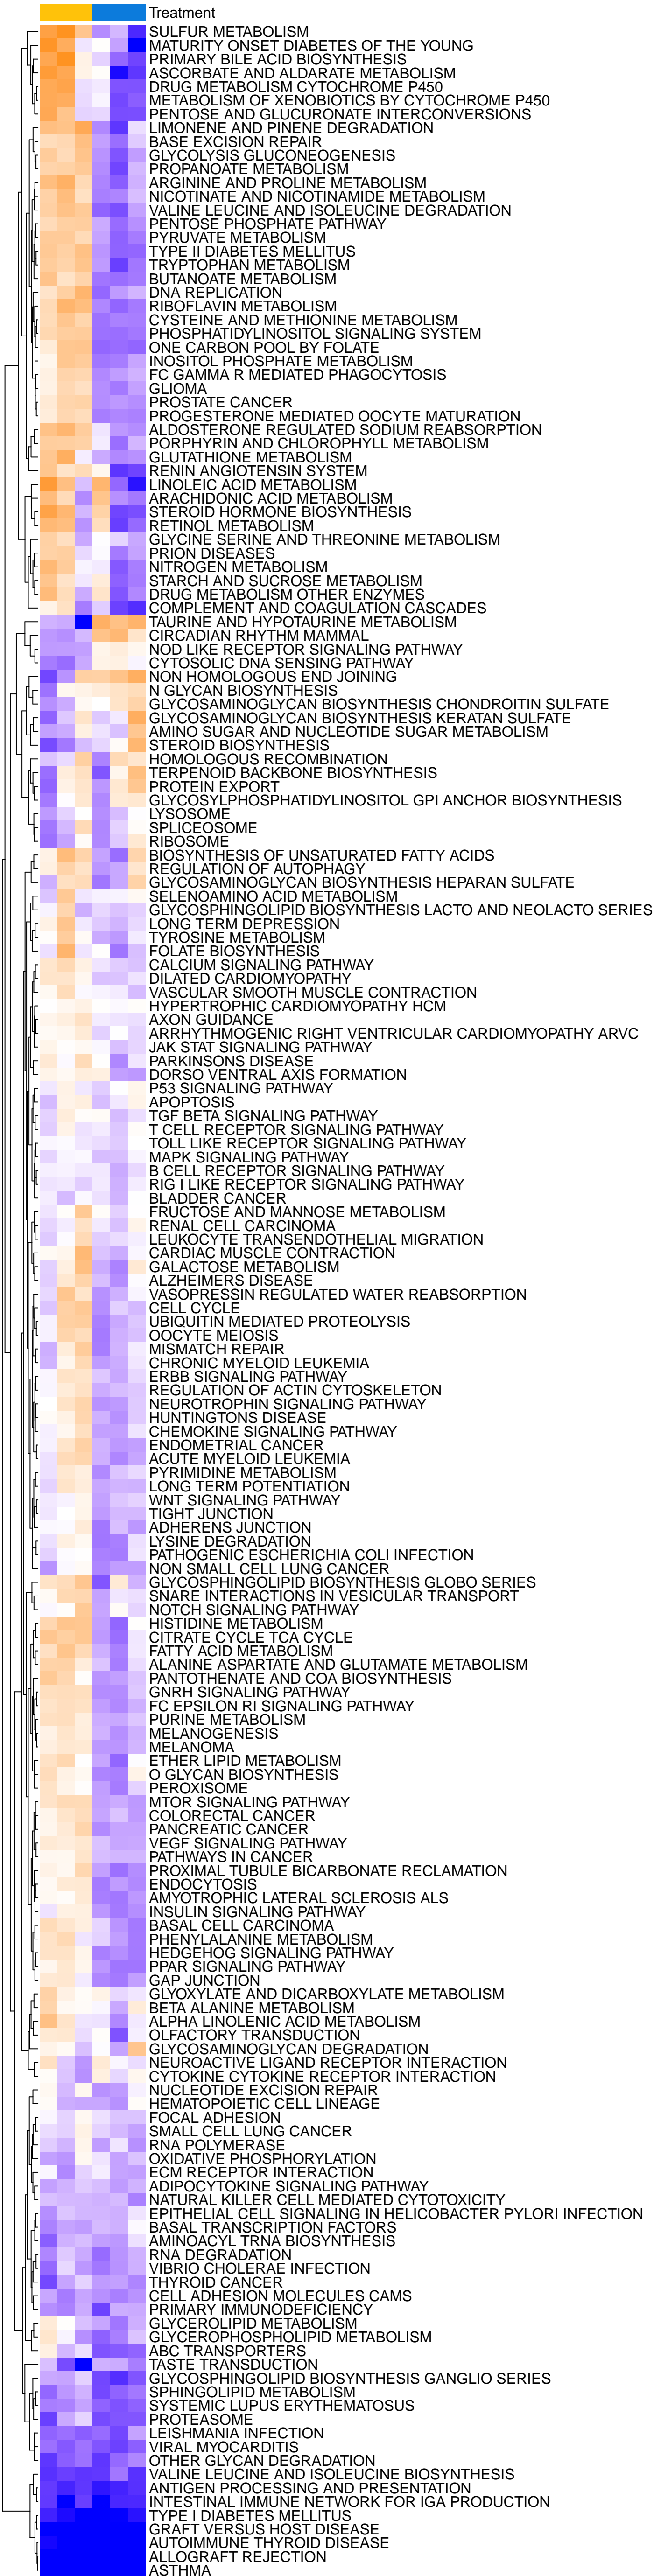 Treatment
SULFUR METABOLISM
MATURITY ONSET DIABETES OF THE YOUNG
PRIMARY BILE ACID BIOSYNTHESIS
ASCORBATE AND ALDARATE METABOLISM
DRUG METABOLISM CYTOCHROME P450
METABOLISM OF XENOBIOTICS BY CYTOCHROME P450
PENTOSE AND GLUCURONATE INTERCONVERSIONS
LIMONENE AND PINENE DEGRADATION
BASE EXCISION REPAIR
GLYCOLYSIS GLUCONEOGENESIS
PROPANOATE METABOLISM
ARGININE AND PROLINE METABOLISM
NICOTINATE AND NICOTINAMIDE METABOLISM
VALINE LEUCINE AND ISOLEUCINE DEGRADATION
PENTOSE PHOSPHATE PATHWAY
PYRUVATE METABOLISM
TYPE II DIABETES MELLITUS
TRYPTOPHAN METABOLISM
BUTANOATE METABOLISM
DNA REPLICATION
RIBOFLAVIN METABOLISM
CYSTEINE AND METHIONINE METABOLISM
PHOSPHATIDYLINOSITOL SIGNALING SYSTEM
ONE CARBON POOL BY FOLATE
INOSITOL PHOSPHATE METABOLISM
FC GAMMA R MEDIATED PHAGOCYTOSIS
GLIOMA
PROSTATE CANCER
PROGESTERONE MEDIATED OOCYTE MATURATION
ALDOSTERONE REGULATED SODIUM REABSORPTION
PORPHYRIN AND CHLOROPHYLL METABOLISM
GLUTATHIONE METABOLISM
RENIN ANGIOTENSIN SYSTEM
LINOLEIC ACID METABOLISM
ARACHIDONIC ACID METABOLISM
STEROID HORMONE BIOSYNTHESIS
RETINOL METABOLISM
GLYCINE SERINE AND THREONINE METABOLISM
PRION DISEASES
NITROGEN METABOLISM
STARCH AND SUCROSE METABOLISM
DRUG METABOLISM OTHER ENZYMES
COMPLEMENT AND COAGULATION CASCADES
TAURINE AND HYPOTAURINE METABOLISM
CIRCADIAN RHYTHM MAMMAL
NOD LIKE RECEPTOR SIGNALING PATHWAY
CYTOSOLIC DNA SENSING PATHWAY
NON HOMOLOGOUS END JOINING
N GLYCAN BIOSYNTHESIS
GLYCOSAMINOGLYCAN BIOSYNTHESIS CHONDROITIN SULFATE
GLYCOSAMINOGLYCAN BIOSYNTHESIS KERATAN SULFATE
AMINO SUGAR AND NUCLEOTIDE SUGAR METABOLISM
STEROID BIOSYNTHESIS
HOMOLOGOUS RECOMBINATION
TERPENOID BACKBONE BIOSYNTHESIS
PROTEIN EXPORT
GLYCOSYLPHOSPHATIDYLINOSITOL GPI ANCHOR BIOSYNTHESIS
LYSOSOME
SPLICEOSOME
RIBOSOME
BIOSYNTHESIS OF UNSATURATED FATTY ACIDS
REGULATION OF AUTOPHAGY
GLYCOSAMINOGLYCAN BIOSYNTHESIS HEPARAN SULFATE
SELENOAMINO ACID METABOLISM
GLYCOSPHINGOLIPID BIOSYNTHESIS LACTO AND NEOLACTO SERIES
LONG TERM DEPRESSION
TYROSINE METABOLISM
FOLATE BIOSYNTHESIS
CALCIUM SIGNALING PATHWAY
DILATED CARDIOMYOPATHY
VASCULAR SMOOTH MUSCLE CONTRACTION
HYPERTROPHIC CARDIOMYOPATHY HCM
AXON GUIDANCE
ARRHYTHMOGENIC RIGHT VENTRICULAR CARDIOMYOPATHY ARVC
JAK STAT SIGNALING PATHWAY
PARKINSONS DISEASE
DORSO VENTRAL AXIS FORMATION
P53 SIGNALING PATHWAY
APOPTOSIS
TGF BETA SIGNALING PATHWAY
T CELL RECEPTOR SIGNALING PATHWAY
TOLL LIKE RECEPTOR SIGNALING PATHWAY
MAPK SIGNALING PATHWAY
B CELL RECEPTOR SIGNALING PATHWAY
RIG I LIKE RECEPTOR SIGNALING PATHWAY
BLADDER CANCER
FRUCTOSE AND MANNOSE METABOLISM
RENAL CELL CARCINOMA
LEUKOCYTE TRANSENDOTHELIAL MIGRATION
CARDIAC MUSCLE CONTRACTION
GALACTOSE METABOLISM
ALZHEIMERS DISEASE
VASOPRESSIN REGULATED WATER REABSORPTION
CELL CYCLE
UBIQUITIN MEDIATED PROTEOLYSIS
OOCYTE MEIOSIS
MISMATCH REPAIR
CHRONIC MYELOID LEUKEMIA
ERBB SIGNALING PATHWAY
REGULATION OF ACTIN CYTOSKELETON
NEUROTROPHIN SIGNALING PATHWAY
HUNTINGTONS DISEASE
CHEMOKINE SIGNALING PATHWAY
ENDOMETRIAL CANCER
ACUTE MYELOID LEUKEMIA
PYRIMIDINE METABOLISM
LONG TERM POTENTIATION
WNT SIGNALING PATHWAY
TIGHT JUNCTION
ADHERENS JUNCTION
LYSINE DEGRADATION
PATHOGENIC ESCHERICHIA COLI INFECTION
NON SMALL CELL LUNG CANCER
GLYCOSPHINGOLIPID BIOSYNTHESIS GLOBO SERIES
SNARE INTERACTIONS IN VESICULAR TRANSPORT
NOTCH SIGNALING PATHWAY
HISTIDINE METABOLISM
CITRATE CYCLE TCA CYCLE
FATTY ACID METABOLISM
ALANINE ASPARTATE AND GLUTAMATE METABOLISM
PANTOTHENATE AND COA BIOSYNTHESIS
GNRH SIGNALING PATHWAY
FC EPSILON RI SIGNALING PATHWAY
PURINE METABOLISM
MELANOGENESIS
MELANOMA
ETHER LIPID METABOLISM
O GLYCAN BIOSYNTHESIS
PEROXISOME
MTOR SIGNALING PATHWAY
COLORECTAL CANCER
PANCREATIC CANCER
VEGF SIGNALING PATHWAY
PATHWAYS IN CANCER
PROXIMAL TUBULE BICARBONATE RECLAMATION
ENDOCYTOSIS
AMYOTROPHIC LATERAL SCLEROSIS ALS
INSULIN SIGNALING PATHWAY
BASAL CELL CARCINOMA
PHENYLALANINE METABOLISM
HEDGEHOG SIGNALING PATHWAY
PPAR SIGNALING PATHWAY
GAP JUNCTION
GLYOXYLATE AND DICARBOXYLATE METABOLISM
BETA ALANINE METABOLISM
ALPHA LINOLENIC ACID METABOLISM
OLFACTORY TRANSDUCTION
GLYCOSAMINOGLYCAN DEGRADATION
NEUROACTIVE LIGAND RECEPTOR INTERACTION
CYTOKINE CYTOKINE RECEPTOR INTERACTION
NUCLEOTIDE EXCISION REPAIR
HEMATOPOIETIC CELL LINEAGE
FOCAL ADHESION
SMALL CELL LUNG CANCER
RNA POLYMERASE
OXIDATIVE PHOSPHORYLATION
ECM RECEPTOR INTERACTION
ADIPOCYTOKINE SIGNALING PATHWAY
NATURAL KILLER CELL MEDIATED CYTOTOXICITY
EPITHELIAL CELL SIGNALING IN HELICOBACTER PYLORI INFECTION
BASAL TRANSCRIPTION FACTORS
AMINOACYL TRNA BIOSYNTHESIS
RNA DEGRADATION
VIBRIO CHOLERAE INFECTION
THYROID CANCER
CELL ADHESION MOLECULES CAMS
PRIMARY IMMUNODEFICIENCY
GLYCEROLIPID METABOLISM
GLYCEROPHOSPHOLIPID METABOLISM
ABC TRANSPORTERS
TASTE TRANSDUCTION
GLYCOSPHINGOLIPID BIOSYNTHESIS GANGLIO SERIES
SPHINGOLIPID METABOLISM
SYSTEMIC LUPUS ERYTHEMATOSUS
PROTEASOME
LEISHMANIA INFECTION
VIRAL MYOCARDITIS
OTHER GLYCAN DEGRADATION
VALINE LEUCINE AND ISOLEUCINE BIOSYNTHESIS
ANTIGEN PROCESSING AND PRESENTATION
INTESTINAL IMMUNE NETWORK FOR IGA PRODUCTION
TYPE I DIABETES MELLITUS
GRAFT VERSUS HOST DISEASE
AUTOIMMUNE THYROID DISEASE
ALLOGRAFT REJECTION
ASTHMA